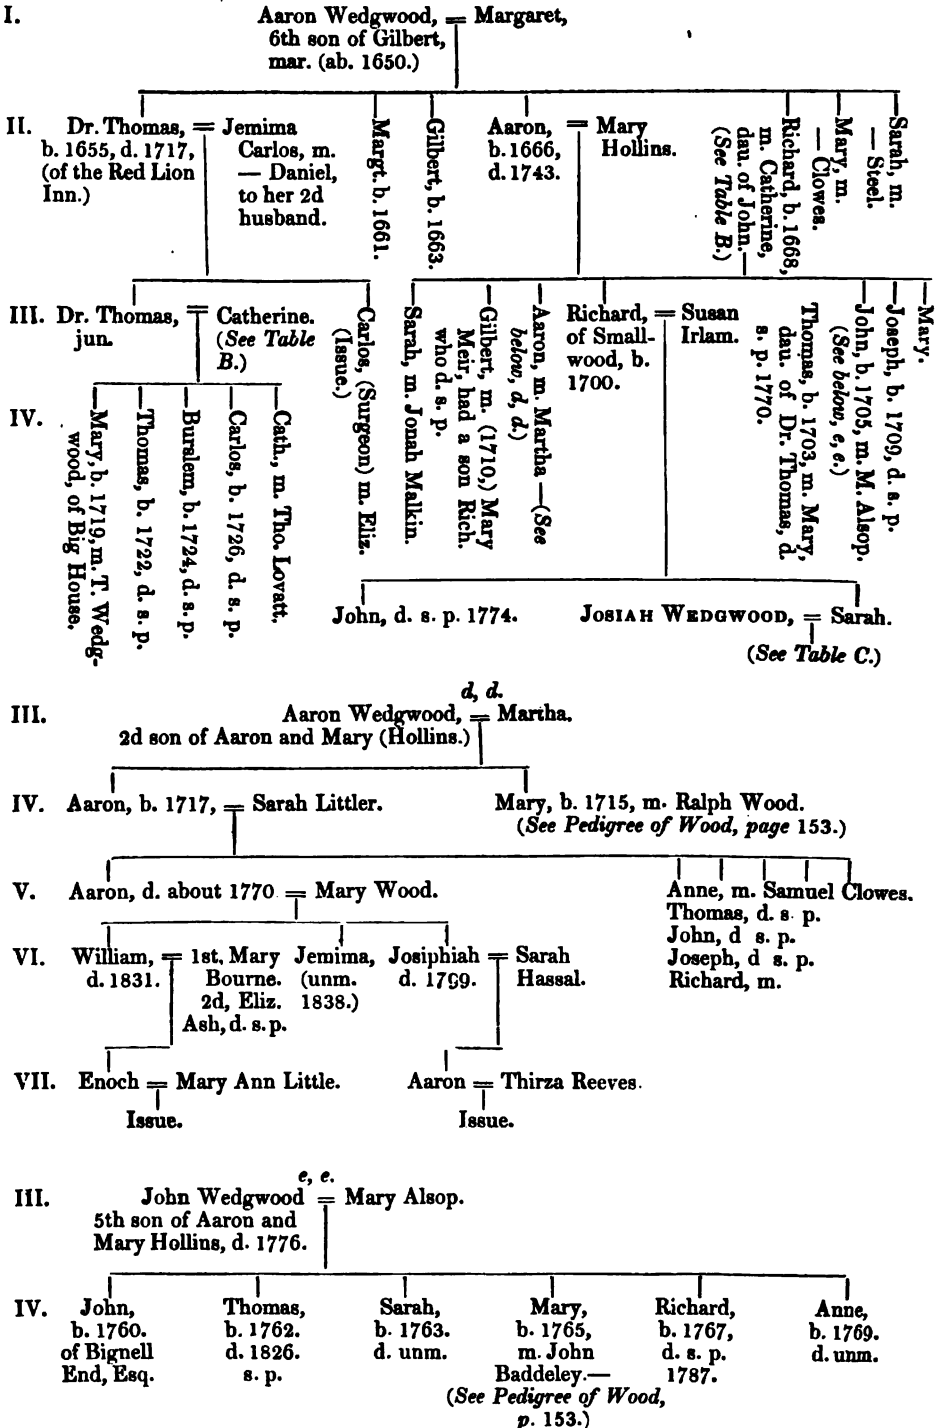 I.
Aaron Wedgwood, = Margaret,
6th son of Gilbert,
mar. (ab. 1650.)
II.
Dr. Thomas, = Jemima
b. 1655, d. 1717,
(of the Red Lion
Inn.)
Carlos, m.
— Daniel,
to her 2d
husband.
Margt. b. 1661.
Gilbert, b. 1663.
Aaron, = Mary
b. 1666,
d. 1743.
Hollins.
Richard, b. 1668,
m. Catherine,
dau. of John.
(See Table B.)
Mary, m.
— Clowes.
Sarah, m.
— Steel.
III.
Dr. Thomas, = Catherine.
jun.
(See Table
B.)
Carlos, (Surgeon) m. Eliz.
(Issue.)
Sarah, m. Jonah Malkin.
Gilbert, m. (1710,) Mary
Meir, had a son Rich.
who d. s. p.
Aaron, m. Martha —(See
below, d, d.)
Richard, = Susan
of Small-
wood, b.
1700.
Irlam.
Thomas, b. 1703, m. Mary,
dau. of Dr. Thomas, d.
s. p. 1770.
John, b. 1705, m. M. Alsop.
(See below, e, e.)
Joseph, b. 1709, d. s. p.
Mary.
IV.
Mary, b. 1719, m. T. Wedg-
wood, of Big House.
Thomas, b. 1722, d. s. p.
Burslem, b. 1724, d. s. p.
Carlos, b. 1726, d. s. p.
Cath., m. Tho. Lovatt.
John, d. s. p. 1774.
JOSIAH WEDGWOOD, = Sarah.
(See Table C.)
d, d.
III.
Aaron Wedgwood, = Martha.
2d son of Aaron and Mary (Hollins.)
IV. Aaron, b. 1717, = Sarah Littler.
Mary, b. 1715, m. Ralph Wood.
(See Pedigree of Wood, page 153.)
V. Aaron, d. about 1770 = Mary Wood.
Anne, m. Samuel Clowes.
Thomas, d. s. p.
John, d s. p.
Joseph, d s. p.
Richard, m.
VI. William, = 1st, Mary
d. 1831.
Bourne.
2d, Eliz.
Ash, d. s. p.
Jemima,
(unm.
1838.)
Josiphiah = Sarah
d. 1799.
Hassal.
VII. Enoch = Mary Ann Little.
Issue.
Aaron = Thirza Reeves.
Issue.
e, e.
III.
John Wedgwood = Mary Alsop.
5th son of Aaron and
Mary Hollins, d. 1776.
IV.
John,
b. 1760.
of Bignell
End, Esq.
Thomas,
b. 1762.
d. 1826.
s. p.
Sarah,
b. 1763.
d. unm.
Mary,
b. 1765,
m. John
Baddeley.—
(See Pedigree of Wood,
p. 153.)
Richard,
b. 1767,
d. s. p.
1787.
Anne,
b. 1769.
d. unm.